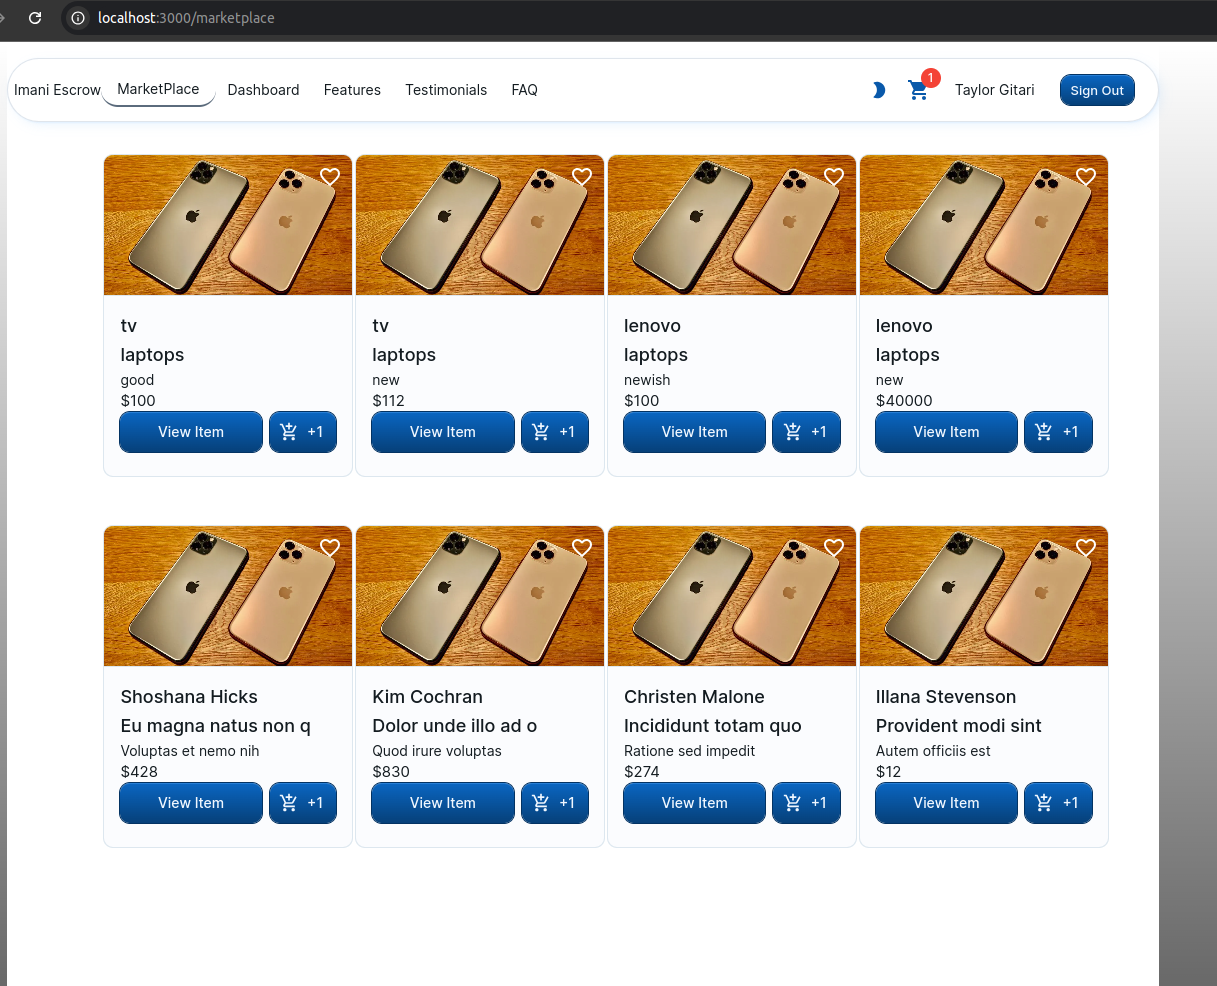 localhost:3000/marketplace
Imani Escrow MarketPlace Dashboard Features Testimonials FAQ 1 Taylor Gitari Sign Out
tv tv lenovo lenovo
laptops laptops laptops laptops
good new newish new
$100 $112 $100 $40000
View Item +1 View Item +1 View Item +1 View Item +1
Shoshana Hicks Kim Cochran Christen Malone Illana Stevenson
Eu magna natus non q Dolor unde illo ad o Incididunt totam quo Provident modi sint
Voluptas et nemo nih Quod irure voluptas Ratione sed impedit Autem officiis est
$428 $830 $274 $12
View Item +1 View Item +1 View Item +1 View Item +1